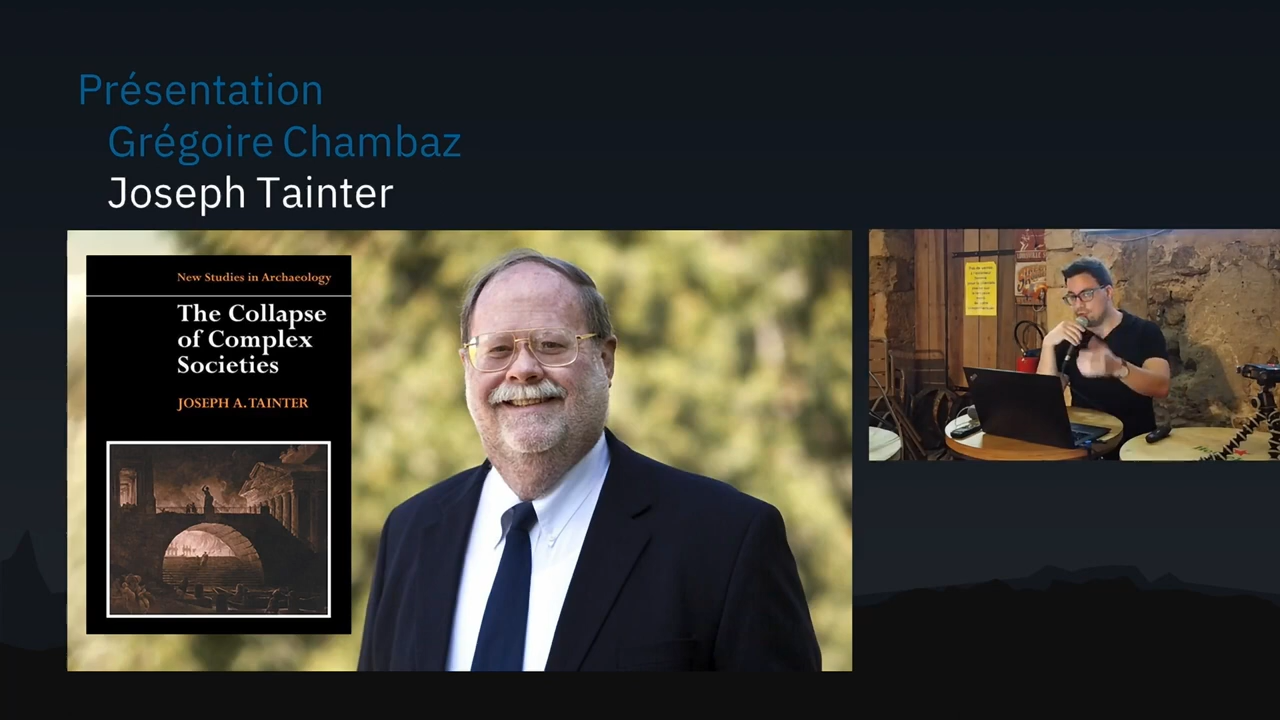 Présentation
Grégoire Chambaz
Joseph Tainter
New Studies in Archaeology
The Collapse
of Complex
Societies
JOSEPH A. TAINTER